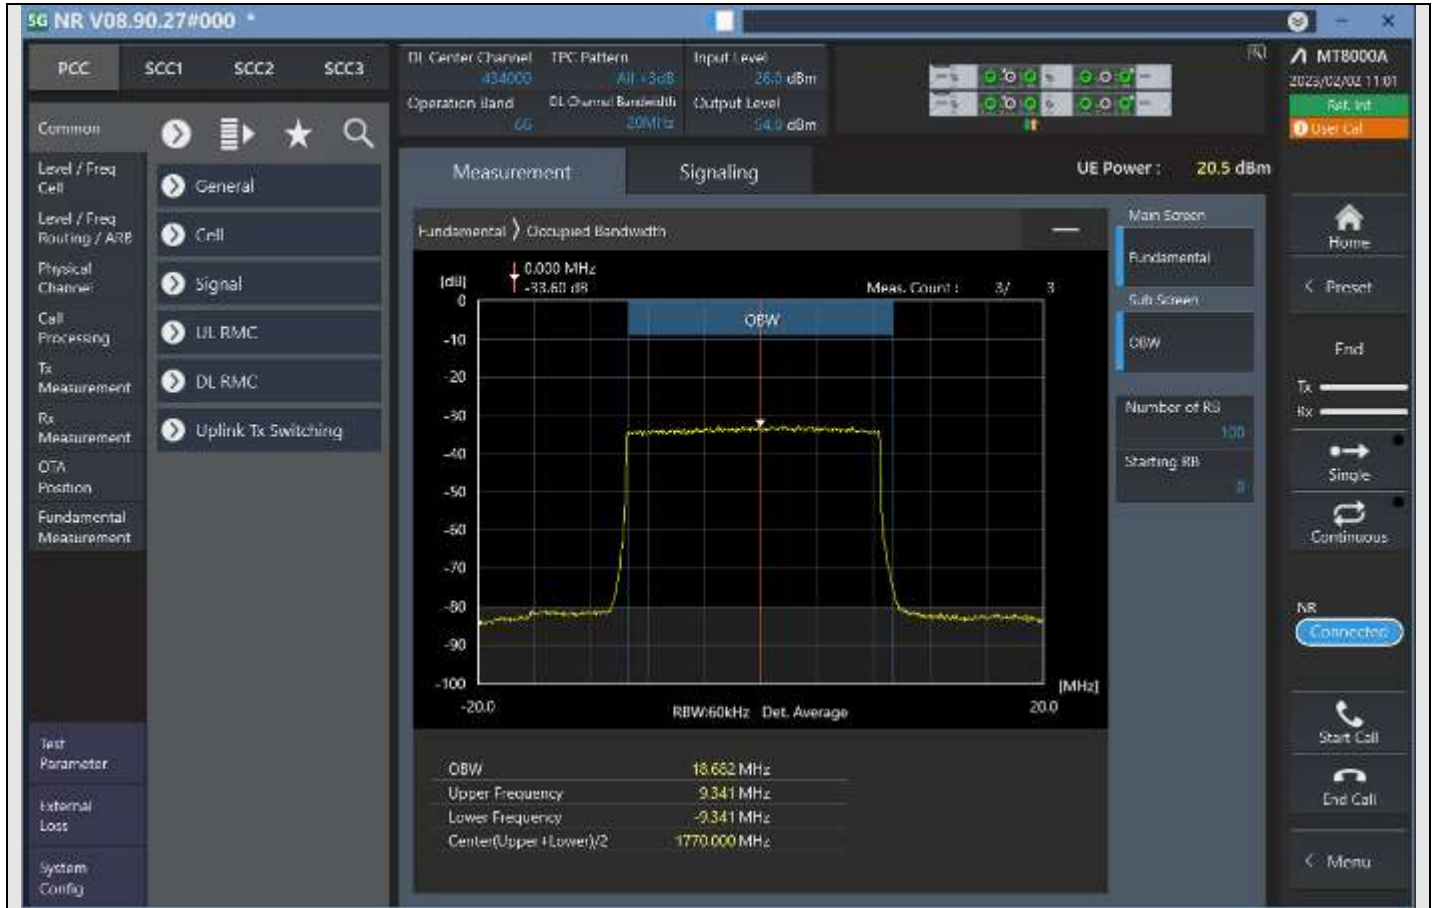 5G NR V08.90.27#000 *
PCC SCC1 SCC2 SCC3
DL Center Channel 434000
TPC Pattern All +3dB
Input Level 26.0 dBm
Operation Band 66
DL Channel Bandwidth 20MHz
Output Level -54.0 dBm
MT8000A
2023/02/02 11:01
Ref. Int
User Cal
Common
Level / Freq
Cell
Level / Freq
Routing / ARB
Physical
Channel
Call
Processing
Tx
Measurement
Rx
Measurement
OTA
Position
Fundamental
Measurement
Test
Parameter
External
Loss
System
Config
General
Cell
Signal
UL RMC
DL RMC
Uplink Tx Switching
Measurement Signaling
UE Power : 20.5 dBm
Fundamental Occupied Bandwidth
[dB]
0.000 MHz
-33.60 dB
Meas. Count : 3/ 3
OBW
0
-10
-20
-30
-40
-50
-60
-70
-80
-90
-100
-20.0
20.0
[MHz]
RBW:60kHz Det. Average
OBW 18.682 MHz
Upper Frequency 9.341 MHz
Lower Frequency -9.341 MHz
Center(Upper+Lower)/2 1770.000 MHz
Main Screen
Fundamental
Sub Screen
OBW
Number of RB
100
Starting RB
0
Home
< Preset
End
Tx
Rx
Single
Continuous
NR
Connected
Start Call
End Call
< Menu